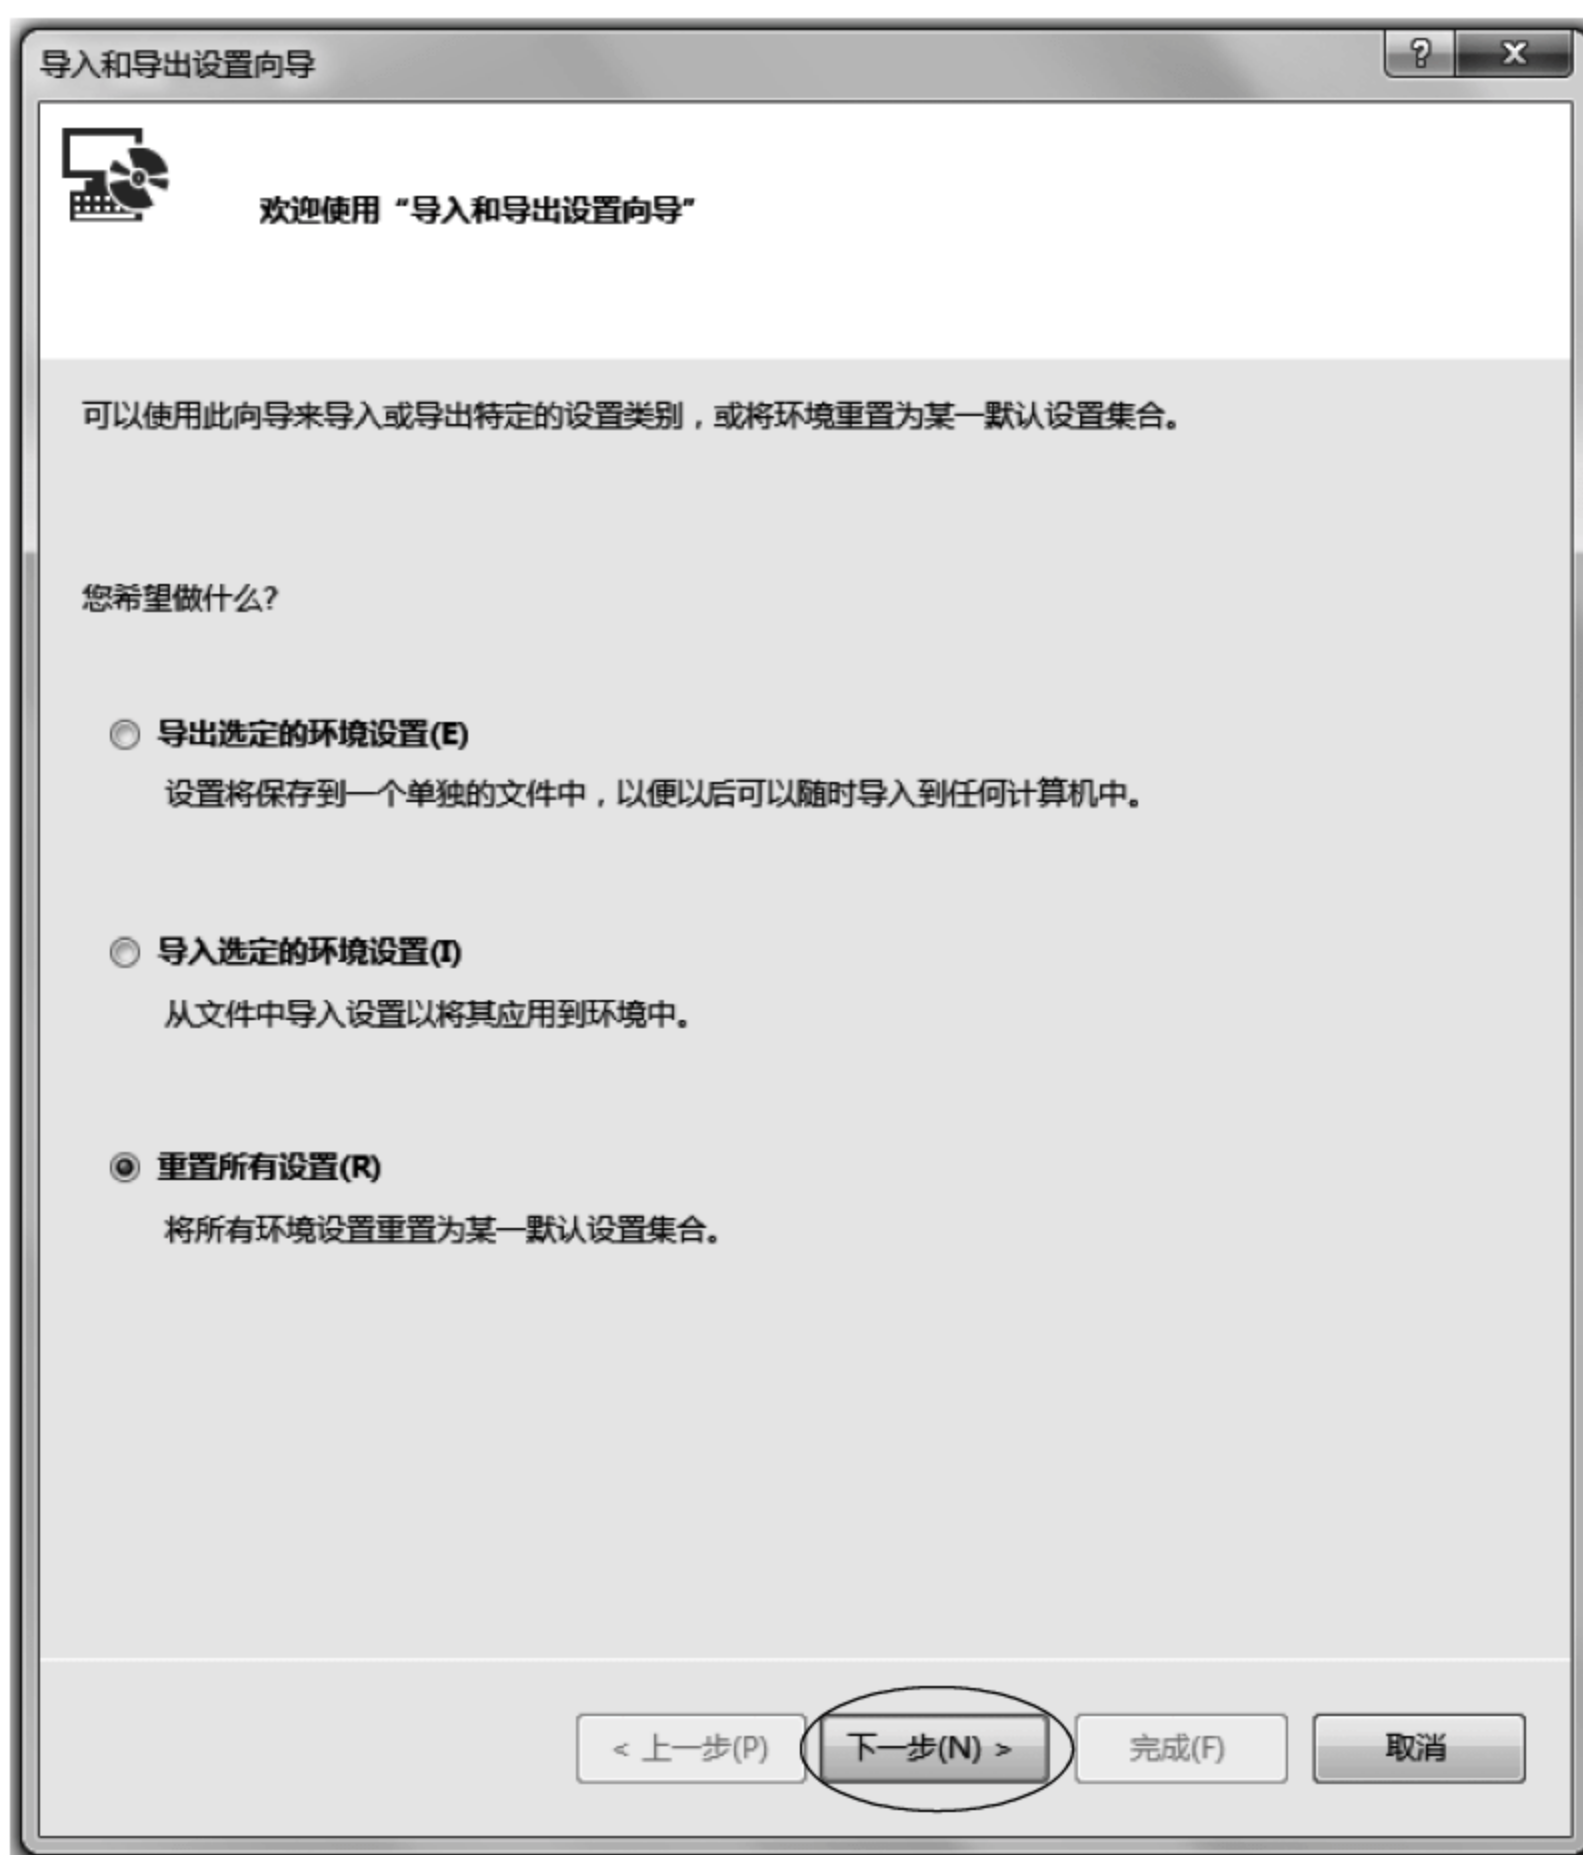 导入和导出设置向导
欢迎使用“导入和导出设置向导”
可以使用此向导来导入或导出特定的设置类别，或将环境重置为某一默认设置集合。
您希望做什么?
导出选定的环境设置(E)
设置将保存到一个单独的文件中，以便以后可以随时导入到任何计算机中。
导入选定的环境设置(I)
从文件中导入设置以将其应用到环境中。
重置所有设置(R)
将所有环境设置重置为某一默认设置集合。
< 上一步(P) 下一步(N) > 完成(F) 取消